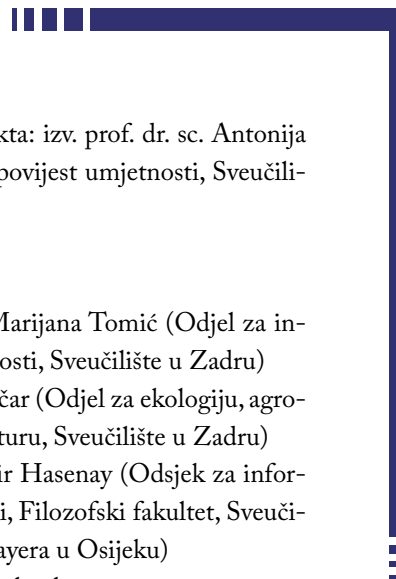 kta: izv. prof. dr. sc. Antonija
povijest umjetnosti, Sveučili-
Marijana Tomić (Odjel za in-
osti, Sveučilište u Zadru)
čar (Odjel za ekologiju, agro-
turu, Sveučilište u Zadru)
ir Hasenay (Odsjek za infor-
i, Filozofski fakultet, Sveuči-
ayera u Osijeku)